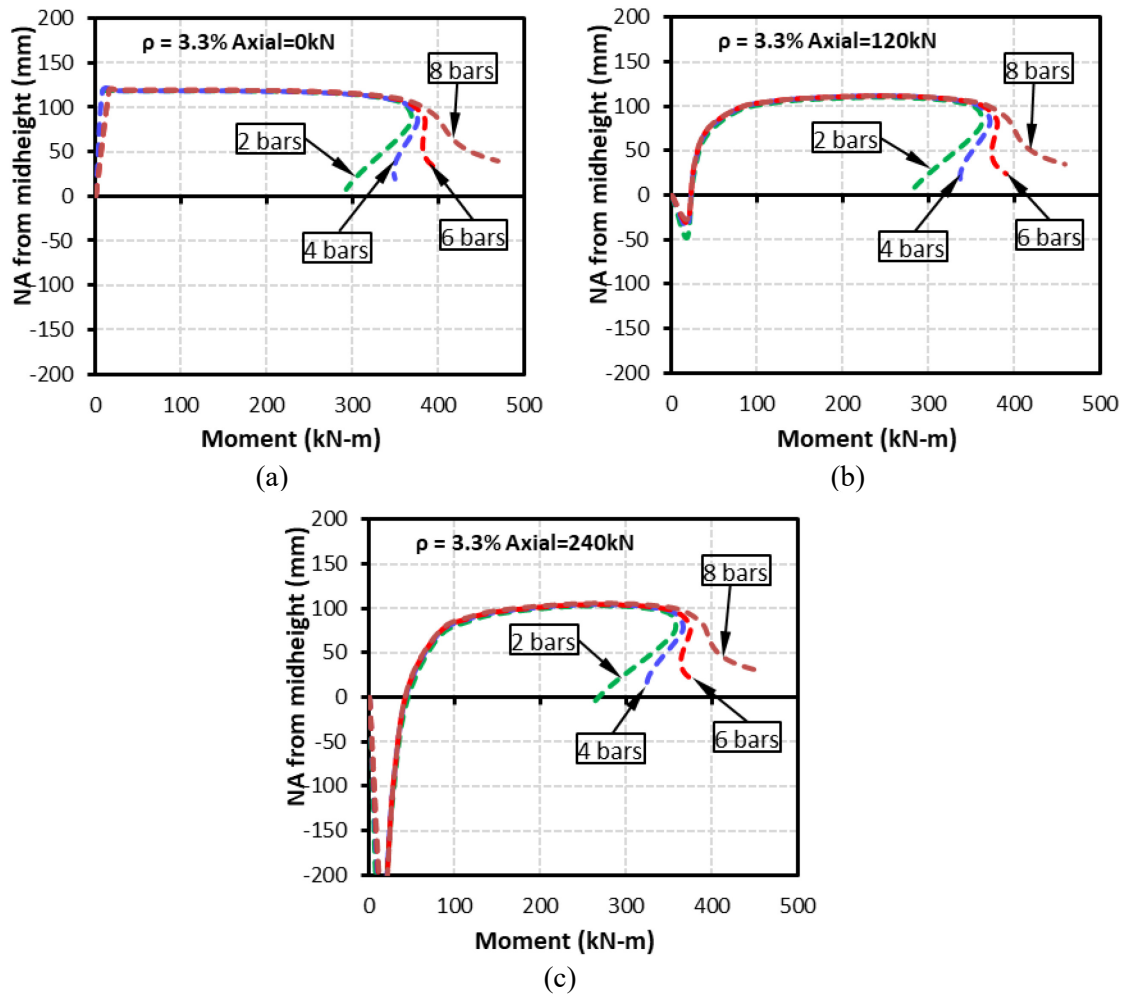 ρ = 3.3% Axial=0kN
NA from midheight (mm)
200
150
100
50
0
-50
-100
-150
-200
8 bars
2 bars
4 bars
6 bars
0 100 200 300 400 500
Moment (kN-m)
(a)
ρ = 3.3% Axial=120kN
NA from midheight (mm)
200
150
100
50
0
-50
-100
-150
-200
8 bars
2 bars
4 bars
6 bars
0 100 200 300 400 500
Moment (kN-m)
(b)
ρ = 3.3% Axial=240kN
NA from midheight (mm)
200
150
100
50
0
-50
-100
-150
-200
8 bars
2 bars
4 bars
6 bars
0 100 200 300 400 500
Moment (kN-m)
(c)